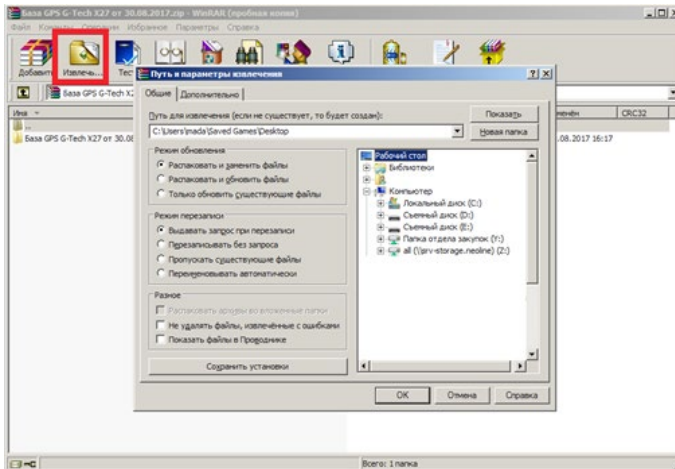 База GPS G-Tech X27 от 30.08.2017.zip - WinRAR (пробная копия)
Файл Команды Операции Избранное Параметры Справка
Добавить Извлечь... Тест
База GPS G-Tech X2
Имя
CRC32
..
База GPS G-Tech X27 от 30.08
.08.2017 16:17
Путь и параметры извлечения
Общие Дополнительно
Путь для извлечения (если не существует, то будет создан):
Показать
C:\Users\mada\Saved Games\Desktop
Новая папка
Режим обновления
Распаковать и заменить файлы
Распаковать и обновить файлы
Только обновить существующие файлы
Режим перезаписи
Выдавать запрос при перезаписи
Перезаписывать без запроса
Пропускать существующие файлы
Переименовывать автоматически
Разное
Распаковать архивы во вложенные папки
Не удалять файлы, извлечённые с ошибками
Показать файлы в Проводнике
Сохранить установки
Рабочий стол
Библиотеки
Компьютер
Локальный диск (C:)
Съемный диск (D:)
Съемный диск (E:)
Папка отдела закупок (Y:)
all (\\prv-storage.neoline) (Z:)
ОК Отмена Справка
Всего: 1 папка